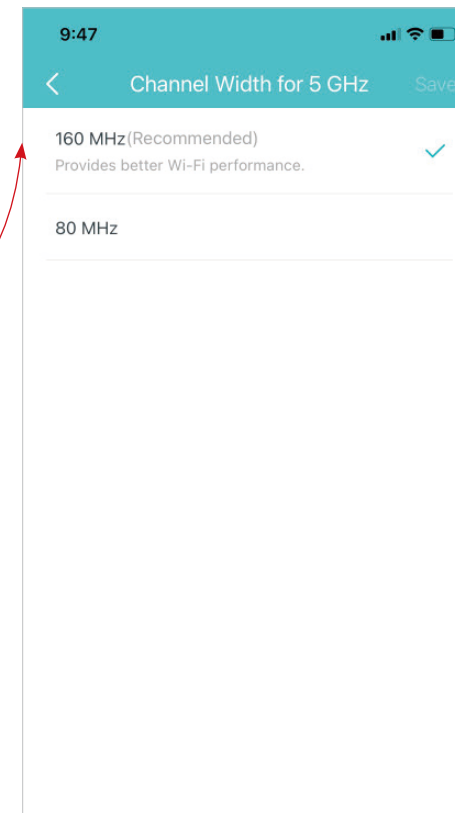 9:47
Channel Width for 5 GHz Save
160 MHz(Recommended)
Provides better Wi-Fi performance.
80 MHz